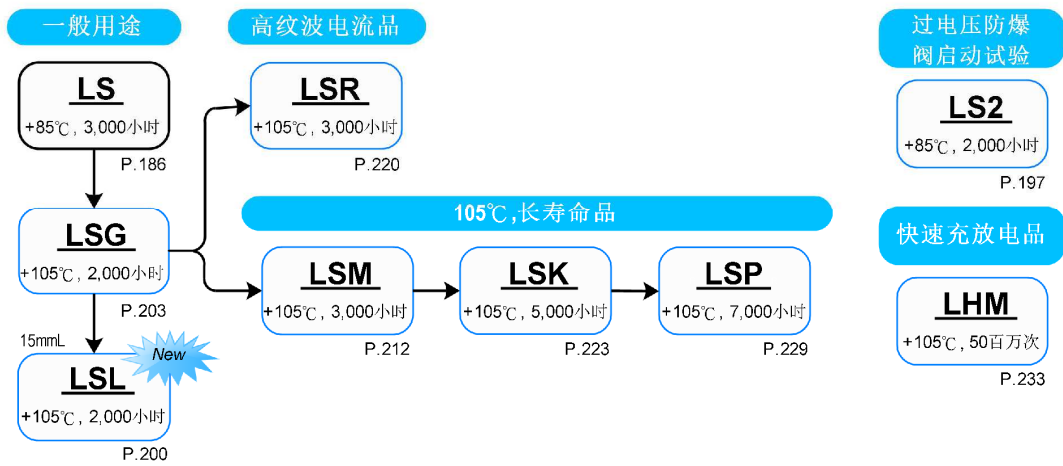 一般用途
LS
+85℃, 3,000小时
P.186
LSG
+105℃, 2,000小时
P.203
15mmL
New
LSL
+105℃, 2,000小时
P.200
高纹波电流品
LSR
+105℃, 3,000小时
P.220
105℃,长寿命品
LSM
+105℃, 3,000小时
P.212
LSK
+105℃, 5,000小时
P.223
LSP
+105℃, 7,000小时
P.229
过电压防爆
阀启动试验
LS2
+85℃, 2,000小时
P.197
快速充放电品
LHM
+105℃, 50百万次
P.233